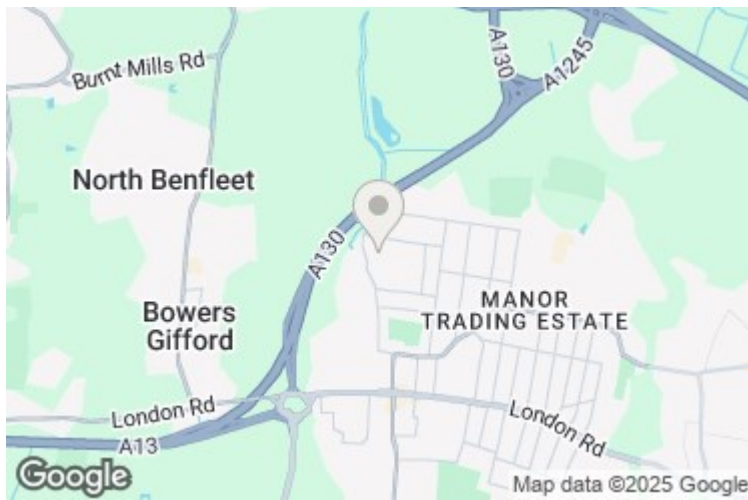 Burnt Mills Rd
A130
A1245
North Benfleet
A130
Bowers
Gifford
MANOR
TRADING ESTATE
London Rd
London Rd
A13
Google
Map data ©2025 Google